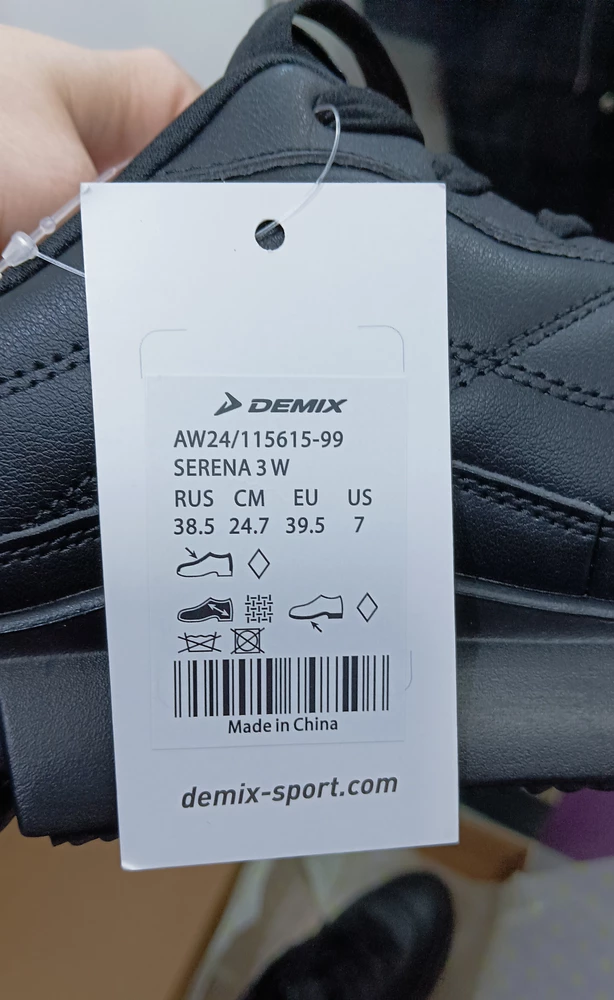 DEMIX
AW24/115615-99
SERENA 3 W
RUS CM EU US
38.5 24.7 39.5 7
Made in China
demix-sport.com